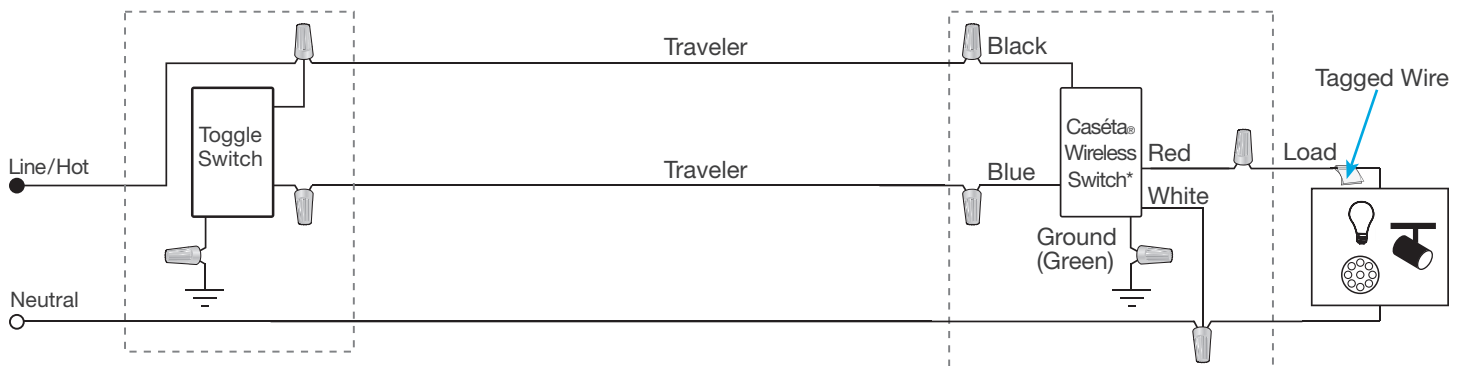 Traveler
Black
Tagged Wire
Toggle
Switch
Caséta®
Wireless
Switch*
Line/Hot
Traveler
Blue
Red
Load
White
Ground
(Green)
Neutral